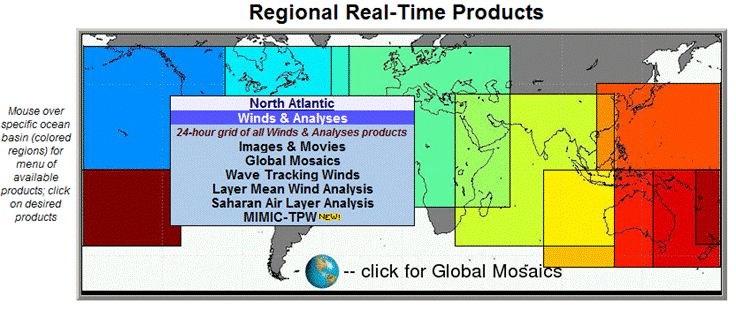 Regional Real-Time Products
Mouse over
specific ocean
basin (colored
regions) for
menu of
available
products; click
on desired
products
North Atlantic
Winds & Analyses
24-hour grid of all Winds & Analyses products
Images & Movies
Global Mosaics
Wave Tracking Winds
Layer Mean Wind Analysis
Saharan Air Layer Analysis
MIMIC-TPW NEW!
-- click for Global Mosaics